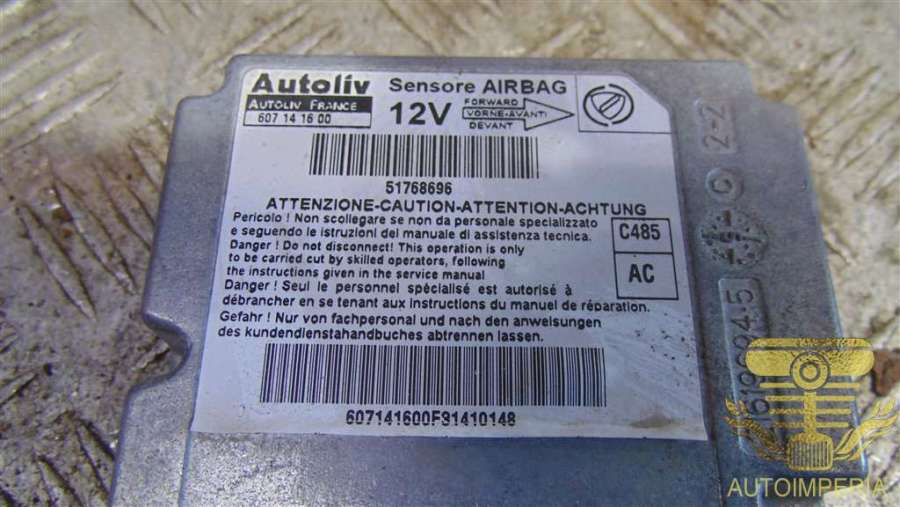 Autoliv
Sensore AIRBAG
AUTOLIV FRANCE
607 14 16 00
12V
FORWARD
VORNE-AVANTI
DEVANT
51768696
ATTENZIONE-CAUTION-ATTENTION-ACHTUNG
Pericolo ! Non scollegare se non da personale specializzato
e seguendo le istruzioni del manuale di assistenza tecnica.
Danger ! Do not disconnect! This operation is only
to be carried cut by skilled operators, following
the instructions given in the service manual
Danger ! Seul le personnel spécialisé est autorisé à
débrancher en se tenant aux instructions du manuel de réparation.
Gefahr ! Nur von fachpersonal und nach den anweisungen
des kundendienstahandbuches abtrennen lassen.
C485
AC
607141600F31410148
2-2
AUTOIMPERIA